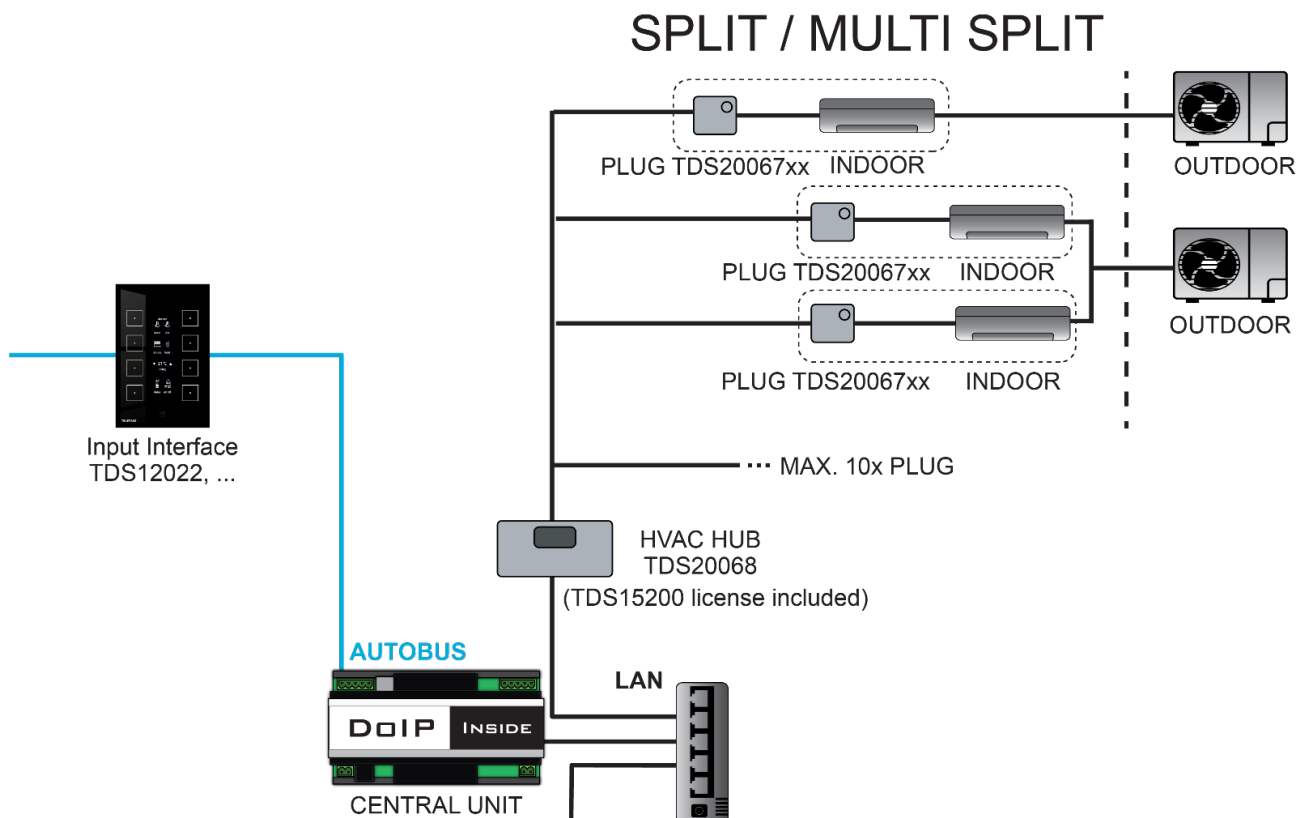 SPLIT / MULTI SPLIT
PLUG TDS20067xx INDOOR
OUTDOOR
PLUG TDS20067xx INDOOR
OUTDOOR
PLUG TDS20067xx INDOOR
Input Interface
TDS12022, ...
... MAX. 10x PLUG
HVAC HUB
TDS20068
(TDS15200 license included)
AUTOBUS
LAN
DoIP INSIDE
CENTRAL UNIT